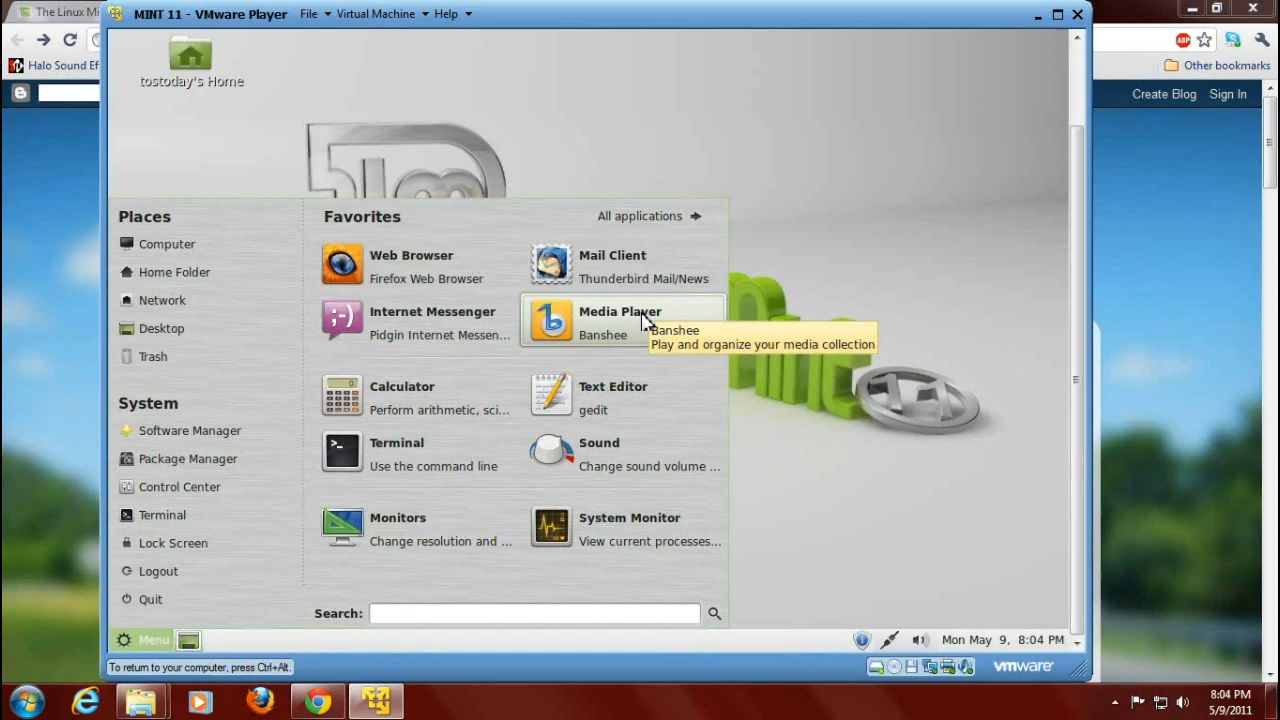 The Linux Mi
MINT 11 - VMware Player
File
Virtual Machine
Help
Halo Sound Ef
ABP
Other bookmarks
Create Blog
Sign In
tostoday's Home
Places
Computer
Home Folder
Network
Desktop
Trash
System
Software Manager
Package Manager
Control Center
Terminal
Lock Screen
Logout
Quit
Favorites
All applications
Web Browser
Firefox Web Browser
Mail Client
Thunderbird Mail/News
Internet Messenger
Pidgin Internet Messen...
Media Player
Banshee
Banshee
Play and organize your media collection
Calculator
Perform arithmetic, sci...
Text Editor
gedit
Terminal
Use the command line
Sound
Change sound volume ...
Monitors
Change resolution and ...
System Monitor
View current processes...
Search:
11
Menu
Mon May 9, 8:04 PM
To return to your computer, press Ctrl+Alt.
vmware
8:04 PM
5/9/2011